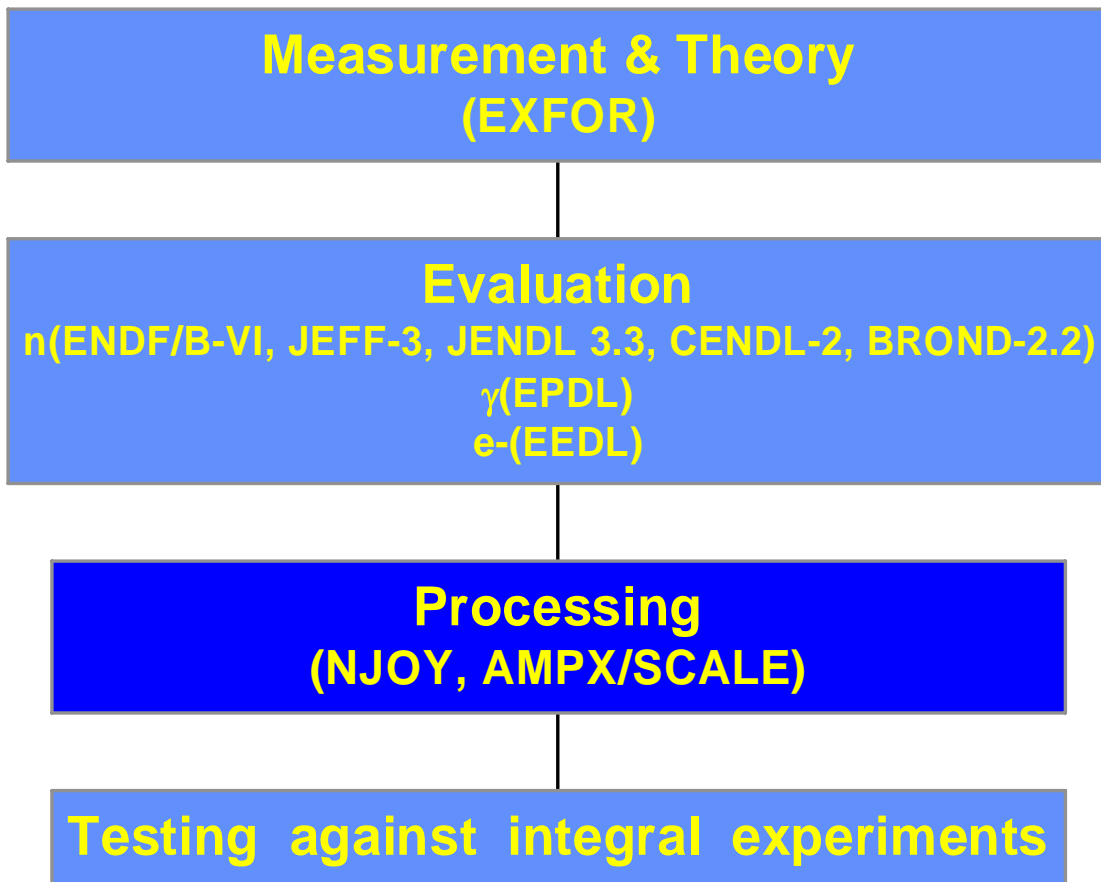 Measurement & Theory
(EXFOR)
Evaluation
n(ENDF/B-VI, JEFF-3, JENDL 3.3, CENDL-2, BROND-2.2)
γ(EPDL)
e-(EEDL)
Processing
(NJOY, AMPX/SCALE)
Testing against integral experiments